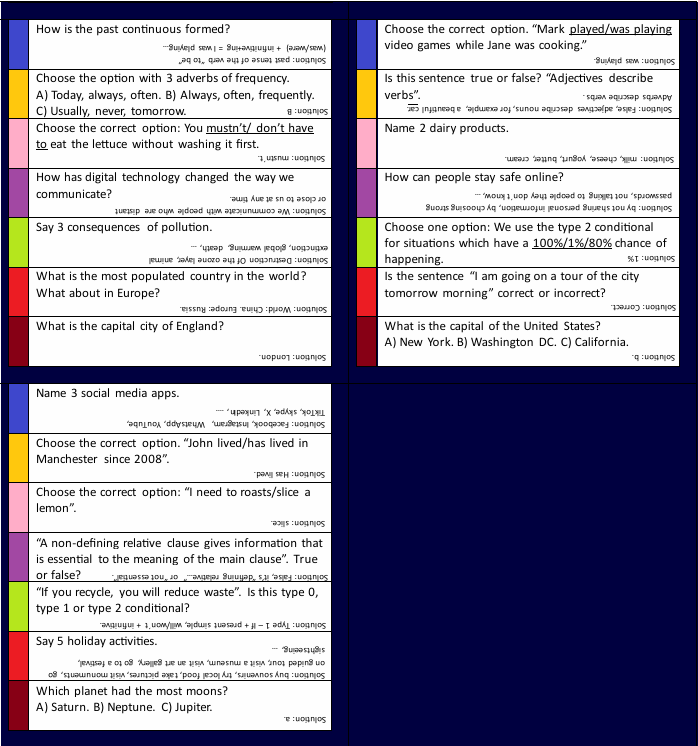 How is the past continuous formed?
Solution: past tense of the verb “to be”
(was/were) + infinitive+ing = I was playing…
Choose the option with 3 adverbs of frequency.
A) Today, always, often. B) Always, often, frequently.
C) Usually, never, tomorrow.
Solution: B
Choose the correct option: You mustn’t/ don’t have
to eat the lettuce without washing it first.
Solution: mustn´t.
How has digital technology changed the way we
communicate?
Solution: We communicate with people who are distant
or close to us at any time.
Say 3 consequences of pollution.
Solution: Destruction Of the ozone layer, animal
extinction, global warming, death, …
What is the most populated country in the world?
What about in Europe?
Solution: World: China. Europe: Russia.
What is the capital city of England?
Solution: London.
Choose the correct option. “Mark played/was playing
video games while Jane was cooking.”
Solution: was playing.
Is this sentence true or false? “Adjectives describe
verbs”.
Solution: False, adjectives describe nouns, for example, a beautiful car.
Adverbs describe verbs.
Name 2 dairy products.
Solution: milk, cheese, yogurt, butter, cream.
How can people stay safe online?
Solution: by not sharing personal information, by choosing strong
passwords, not talking to people they don´t know, …
Choose one option: We use the type 2 conditional
for situations which have a 100%/1%/80% chance of
happening.
Solution: 1%
Is the sentence “I am going on a tour of the city
tomorrow morning” correct or incorrect?
Solution: Correct.
What is the capital of the United States?
A) New York. B) Washington DC. C) California.
Solution: b.
Name 3 social media apps.
Solution: Facebook, Instagram, WhatsApp, YouTube,
TikTok, skype, X, LinkedIn , …
Choose the correct option. “John lived/has lived in
Manchester since 2008”.
Solution: Has lived.
Choose the correct option: “I need to roasts/slice a
lemon”.
Solution: slice.
“A non-defining relative clause gives information that
is essential to the meaning of the main clause”. True
or false?
Solution: False, it´s “defining relative…” or “not essential”.
“If you recycle, you will reduce waste”. Is this type 0,
type 1 or type 2 conditional?
Solution: Type 1 – If + present simple, will/won´t + infinitive.
Say 5 holiday activities.
Solution: buy souvenirs, try local food, take pictures, visit monuments, go
on guided tour, visit a museum, visit an art gallery, go to a festival,
sightseeing, …
Which planet had the most moons?
A) Saturn. B) Neptune. C) Jupiter.
Solution: a.